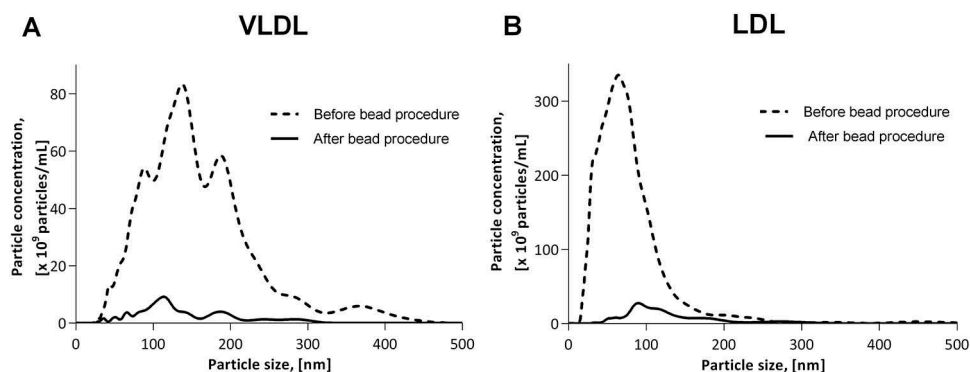 A
VLDL
Particle concentration,
[x 10⁹ particles/mL]
80
60
40
20
0
Before bead procedure
After bead procedure
0 100 200 300 400 500
Particle size, [nm]
B
LDL
Particle concentration,
[x 10⁹ particles/mL]
300
200
100
0
Before bead procedure
After bead procedure
0 100 200 300 400 500
Particle size, [nm]